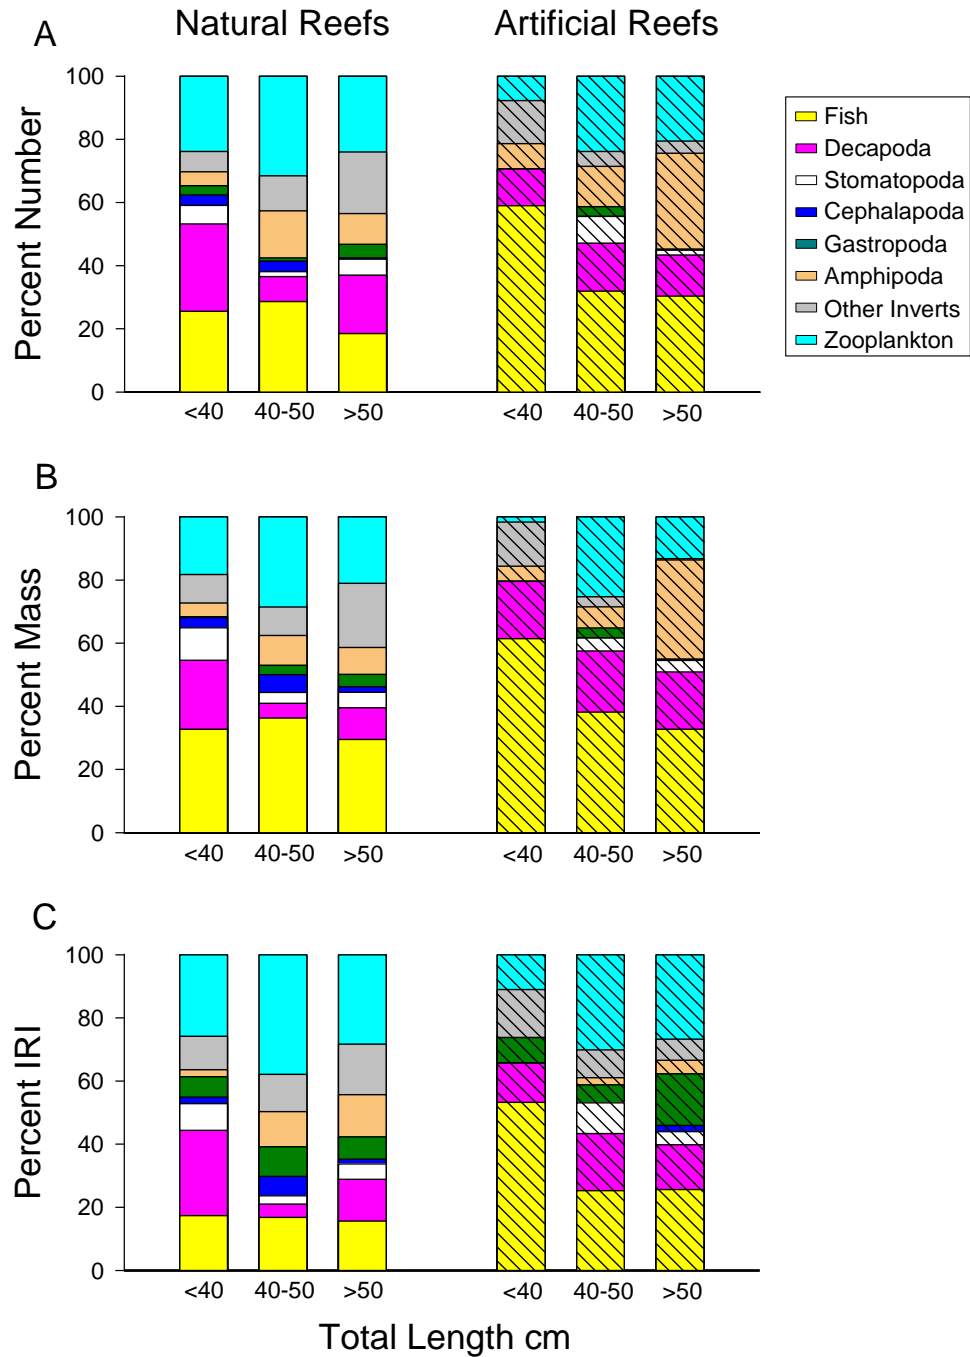 Natural Reefs Artificial Reefs
A
100
80
60
40
20
0
Percent Number
<40 40-50 >50 <40 40-50 >50
Fish
Decapoda
Stomatopoda
Cephalapoda
Gastropoda
Amphipoda
Other Inverts
Zooplankton
B
100
80
60
40
20
0
Percent Mass
<40 40-50 >50 <40 40-50 >50
C
100
80
60
40
20
0
Percent IRI
<40 40-50 >50 <40 40-50 >50
Total Length cm